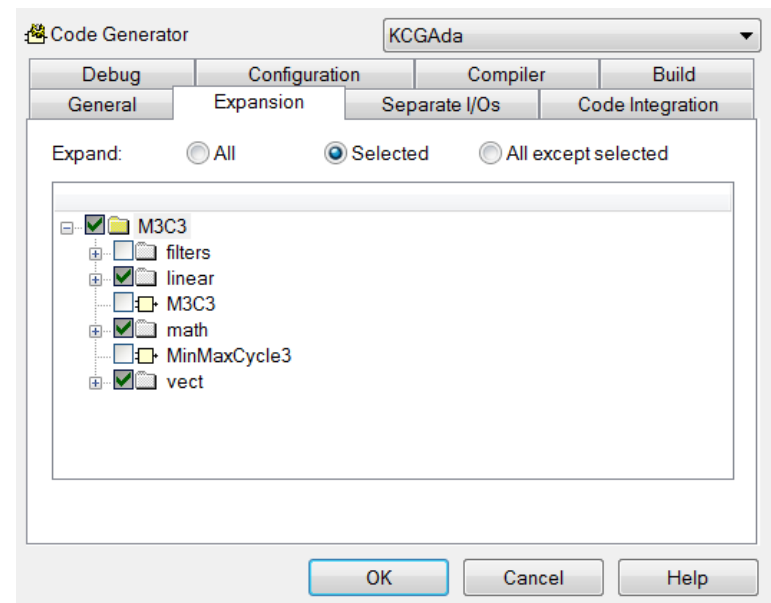 Code Generator KCGAda
Debug Configuration Compiler Build
General Expansion Separate I/Os Code Integration
Expand: All Selected All except selected
M3C3
filters
linear
M3C3
math
MinMaxCycle3
vect
OK Cancel Help